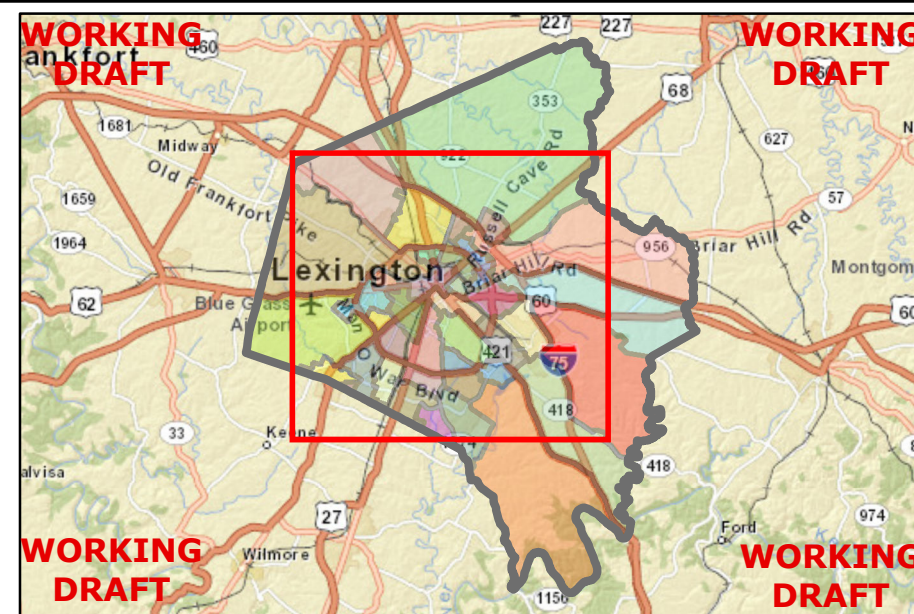 WORKING
DRAFT
WORKING
DRAFT
ankfort
460
227
227
68
353
1681
Midway
922
627
Old Frankfort Pike
Russell Cave Rd
1659
57
1964
956
Briar Hill Rd
Lexington
Briar Hill Rd
Montgom
62
Blue Grass
Airport
60
60
Man O War Blvd
421
75
418
33
Keene
alvisa
418
27
974
Ford
Wilmore
WORKING
DRAFT
WORKING
DRAFT
1156